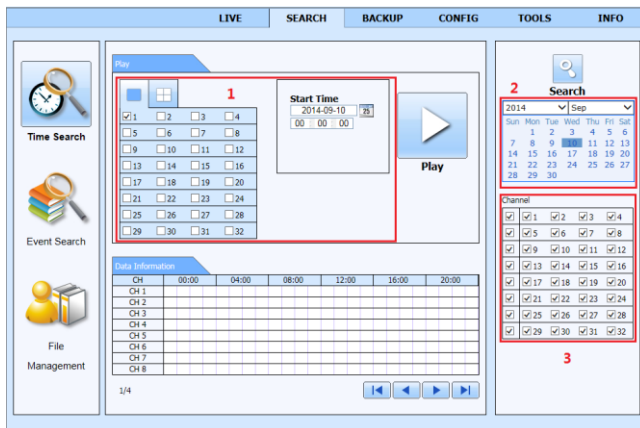 LIVE SEARCH BACKUP CONFIG TOOLS INFO
Time Search
Event Search
File
Management
Play
1
1 2 3 4
5 6 7 8
9 10 11 12
13 14 15 16
17 18 19 20
21 22 23 24
25 26 27 28
29 30 31 32
Start Time
2014-09-10 25
00 00 00
Play
Data Information
CH 00:00 04:00 08:00 12:00 16:00 20:00
CH 1
CH 2
CH 3
CH 4
CH 5
CH 6
CH 7
CH 8
1/4
Search
2
2014 Sep
Sun Mon Tue Wed Thu Fri Sat
1 2 3 4 5 6
7 8 9 10 11 12 13
14 15 16 17 18 19 20
21 22 23 24 25 26 27
28 29 30
Channel
1 2 3 4
5 6 7 8
9 10 11 12
13 14 15 16
17 18 19 20
21 22 23 24
25 26 27 28
29 30 31 32
3